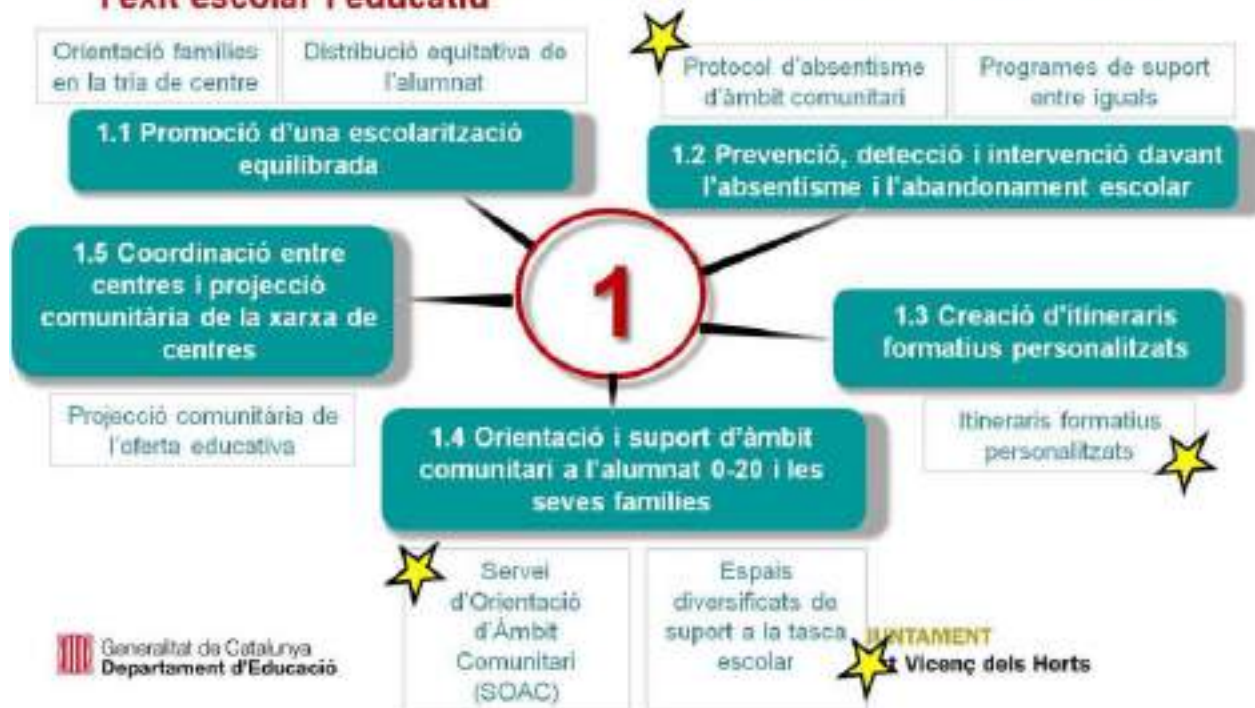 l'èxit escolar i educatiu
Orientació famílies
en la tria de centre
Distribució equitativa de
l'alumnat
Protocol d'absentisme
d'àmbit comunitari
Programes de suport
entre iguals
1.1 Promoció d'una escolarització
equilibrada
1.2 Prevenció, detecció i intervenció davant
l'absentisme i l'abandonament escolar
1.5 Coordinació entre
centres i projecció
comunitària de la xarxa de
centres
1
1.3 Creació d'itineraris
formatius personalitzats
Projecció comunitària de
l'oferta educativa
1.4 Orientació i suport d'àmbit
comunitari a l'alumnat 0-20 i les
seves famílies
Itineraris formatius
personalitzats
Servei
d'Orientació
d'Àmbit
Comunitari
(SOAC)
Espais
diversificats de
suport a la tasca
escolar
Generalitat de Catalunya
Departament d'Educació
JUNTAMENT
t Vicenç dels Horts